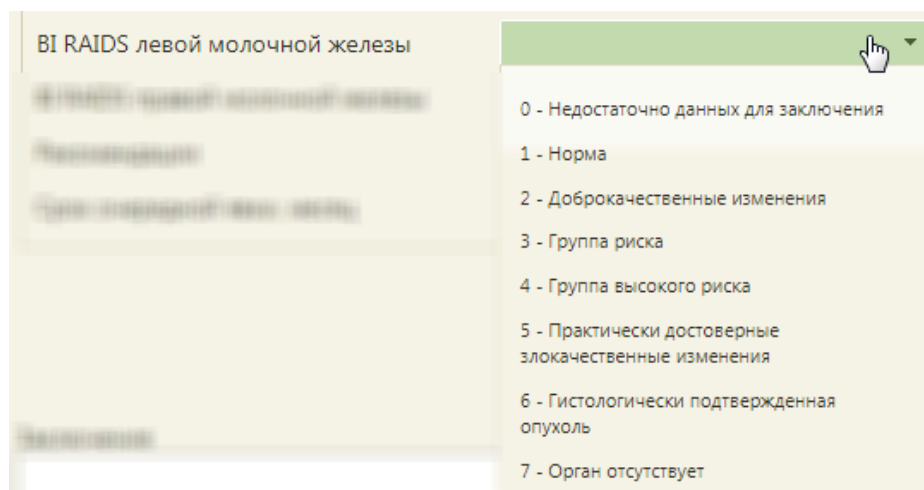 BI RAIDS левой молочной железы
0 - Недостаточно данных для заключения
1 - Норма
2 - Доброкачественные изменения
3 - Группа риска
4 - Группа высокого риска
5 - Практически достоверные
злокачественные изменения
6 - Гистологически подтвержденная
опухоль
7 - Орган отсутствует